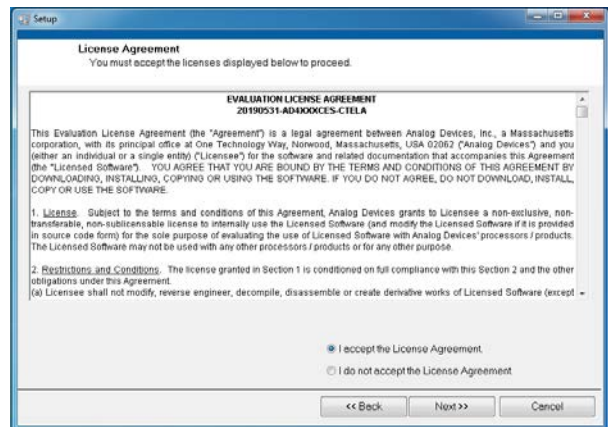 Setup
License Agreement
You must accept the licenses displayed below to proceed.
EVALUATION LICENSE AGREEMENT
20190531-AD4XXXCES-CTELA
This Evaluation License Agreement (the "Agreement") is a legal agreement between Analog Devices, Inc., a Massachusetts
corporation, with its principal office at One Technology Way, Norwood, Massachusetts, USA 02062 ("Analog Devices") and you
(either an individual or a single entity) ("Licensee") for the software and related documentation that accompanies this Agreement
(the "Licensed Software"). YOU AGREE THAT YOU ARE BOUND BY THE TERMS AND CONDITIONS OF THIS AGREEMENT BY
DOWNLOADING, INSTALLING, COPYING OR USING THE SOFTWARE. IF YOU DO NOT AGREE, DO NOT DOWNLOAD, INSTALL,
COPY OR USE THE SOFTWARE.
1. License. Subject to the terms and conditions of this Agreement, Analog Devices grants to Licensee a non-exclusive, non-
transferable, non-sublicensable license to internally use the Licensed Software (and modify the Licensed Software if it is provided
in source code form) for the sole purpose of evaluating the use of Licensed Software with Analog Devices' processors / products.
The Licensed Software may not be used with any other processors / products or for any other purpose.
2. Restrictions and Conditions. The license granted in Section 1 is conditioned on full compliance with this Section 2 and the other
obligations under this Agreement.
(a) Licensee shall not modify, reverse engineer, decompile, disassemble or create derivative works of Licensed Software (except
I accept the License Agreement.
I do not accept the License Agreement
<< Back
Next >>
Cancel